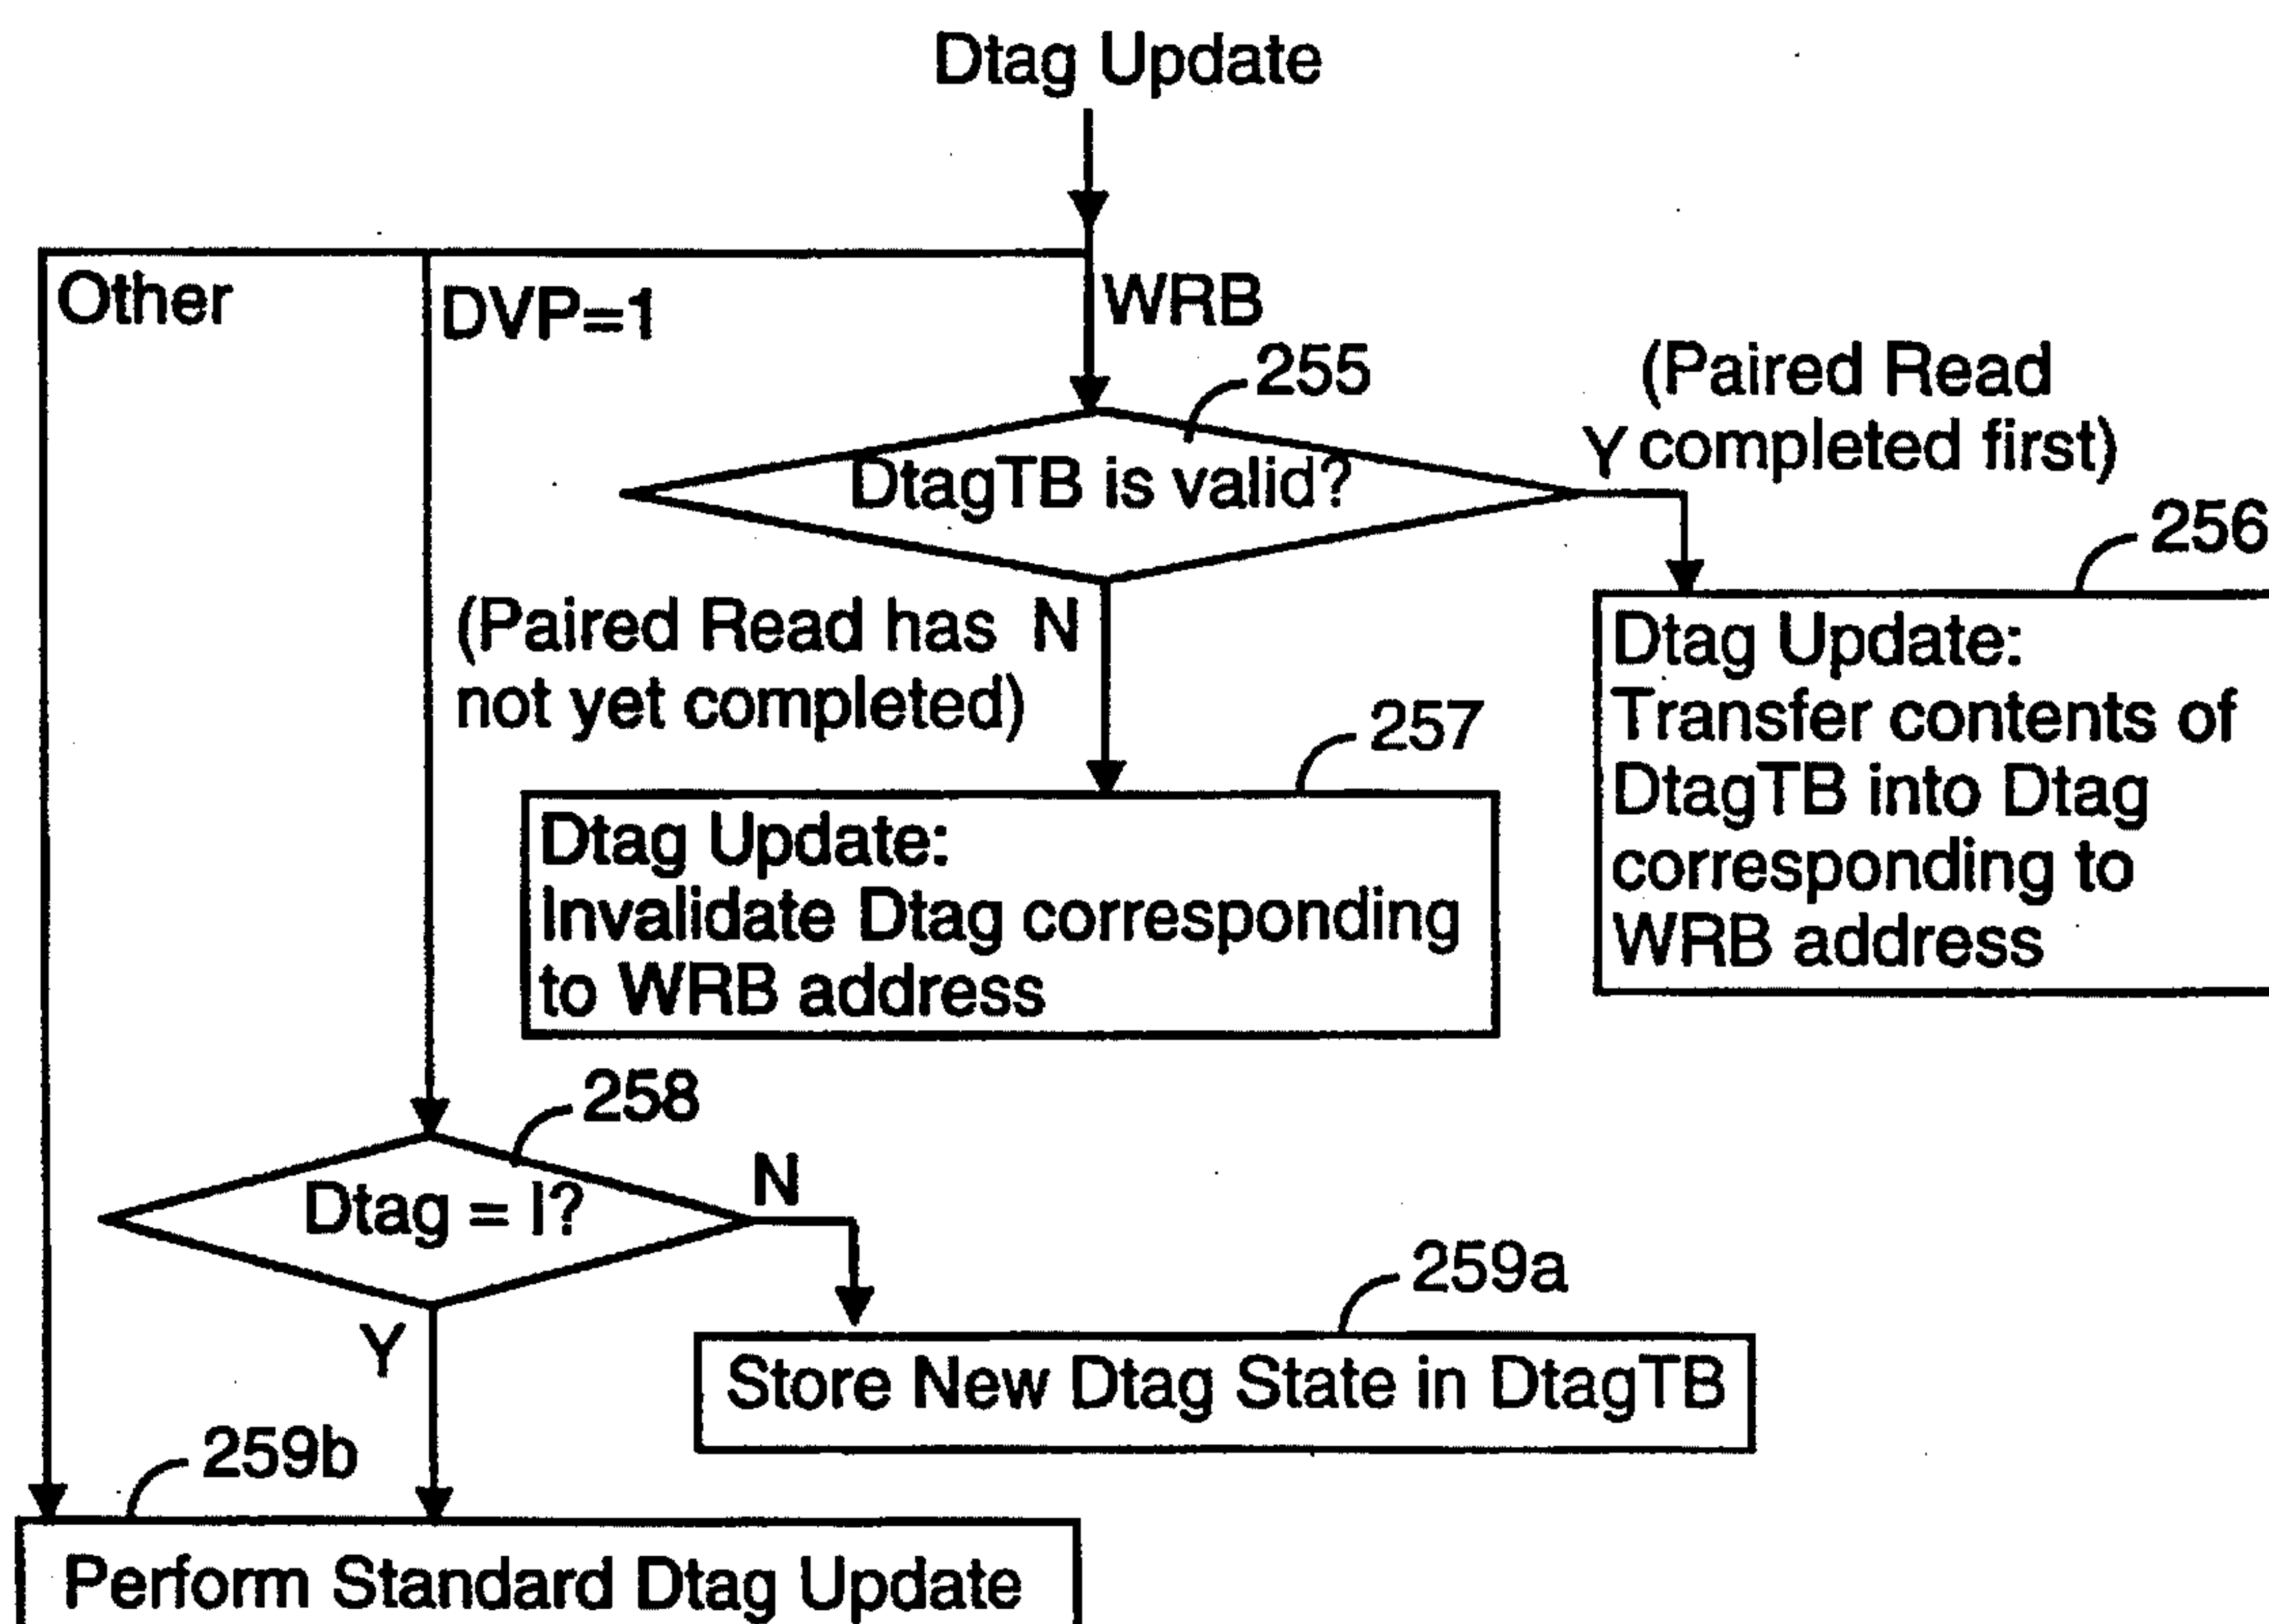 Dtag Update
Other
DVP=1
WRB
255
DtagTB is valid?
(Paired Read
Y completed first)
256
Dtag Update:
Transfer contents of
DtagTB into Dtag
corresponding to
WRB address
(Paired Read has N
not yet completed)
257
Dtag Update:
Invalidate Dtag corresponding
to WRB address
258
Dtag = I?
N
Y
259a
Store New Dtag State in DtagTB
259b
Perform Standard Dtag Update